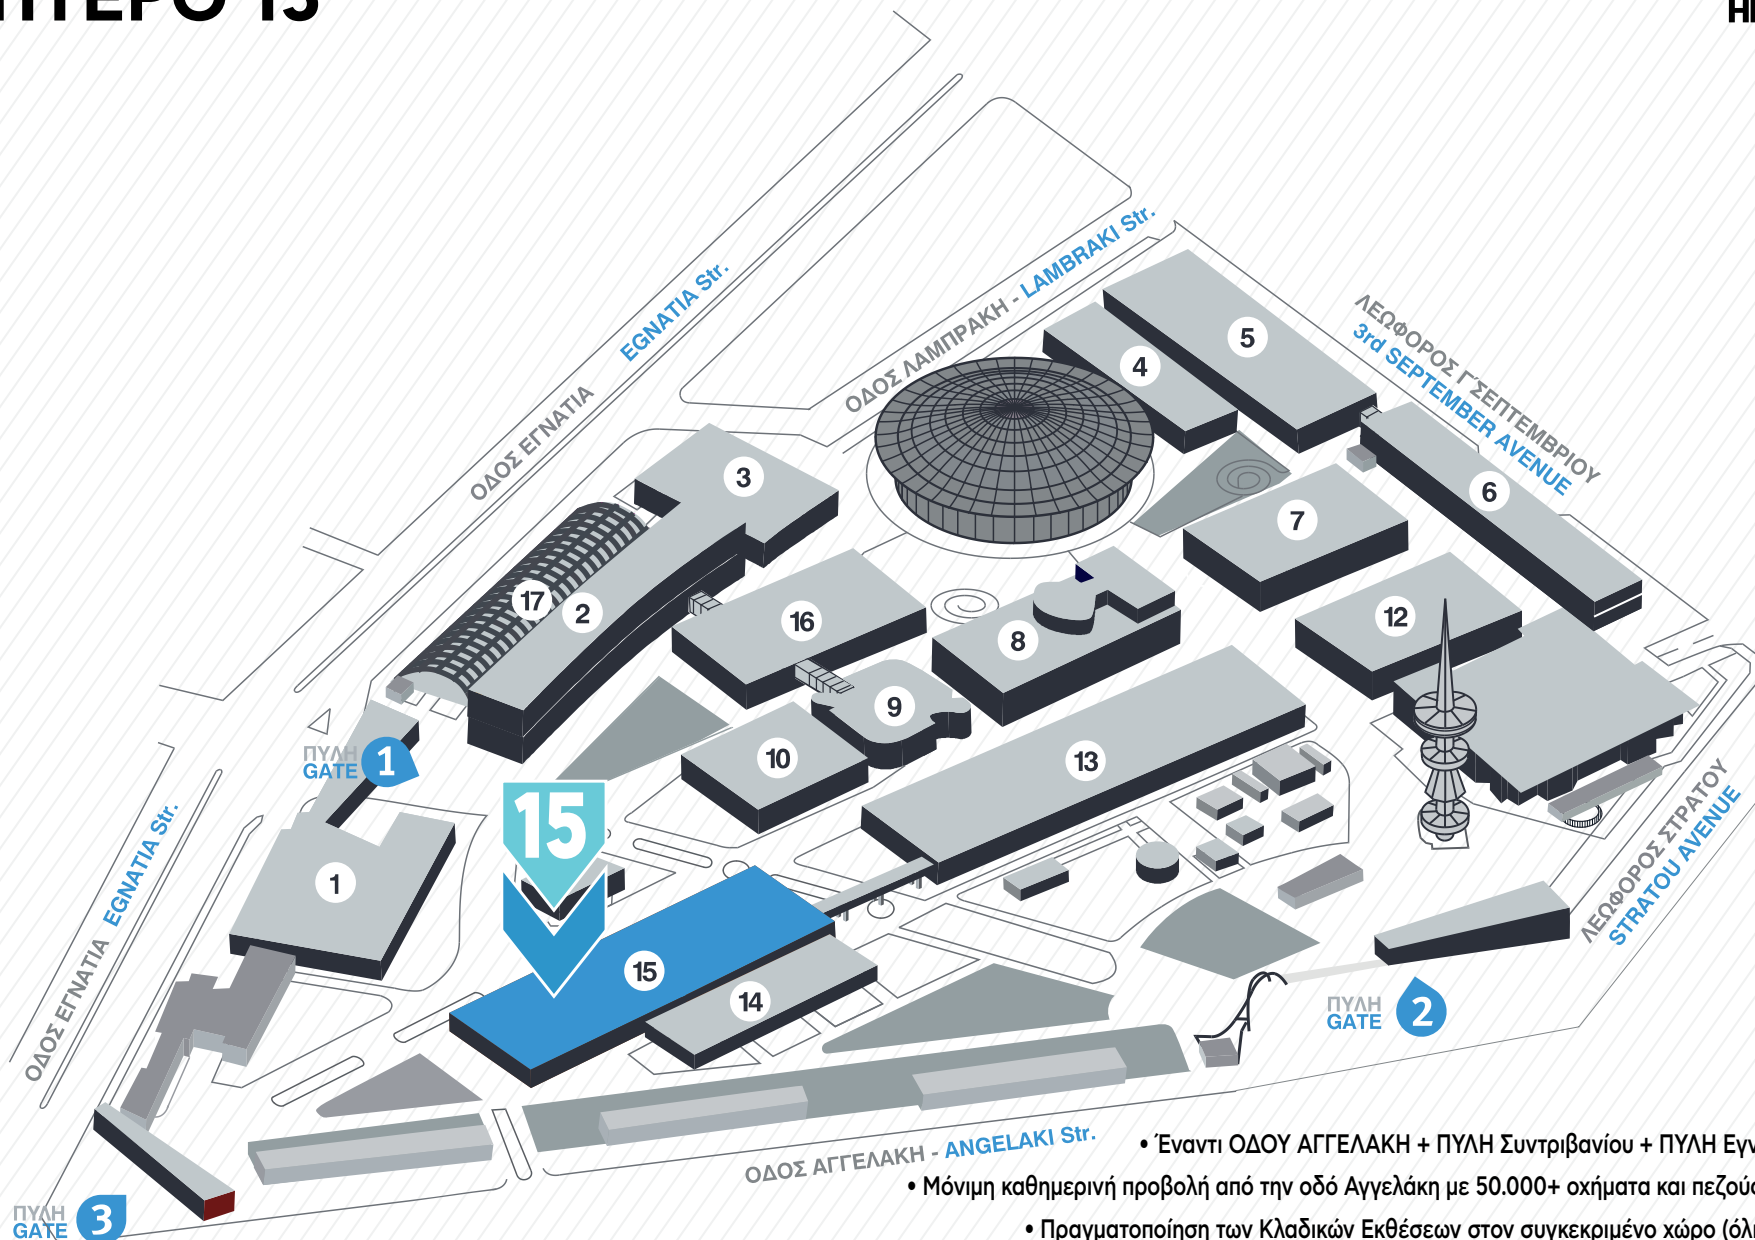 15
ΟΔΟΣ ΕΓΝΑΤΙΑ EGNATIA Str.
ΟΔΟΣ ΛΑΜΠΡΑΚΗ - LAMBRAKI Str.
ΛΕΩΦΟΡΟΣ Γ΄ΣΕΠΤΕΜΒΡΙΟΥ
3rd SEPTEMBER AVENUE
5
4
3
6
7
17
2
16
12
8
9
10
13
ΠΥΛΗ
GATE 1
15
ΟΔΟΣ ΕΓΝΑΤΙΑ EGNATIA Str.
1
ΛΕΩΦΟΡΟΣ ΣΤΡΑΤΟΥ
STRATOU AVENUE
15
14
ΠΥΛΗ
GATE 2
ΟΔΟΣ ΑΓΓΕΛΑΚΗ - ANGELAKI Str.
• Έναντι ΟΔΟΥ ΑΓΓΕΛΑΚΗ + ΠΥΛΗ Συντριβανίου + ΠΥΛΗ
• Μόνιμη καθημερινή προβολή από την οδό Αγγελάκη με 50.000+ οχήματα και
• Πραγματοποίηση των Κλαδικών Εκθέσεων στον συγκεκριμένο χώρο
ΠΥΛΗ
GATE 3